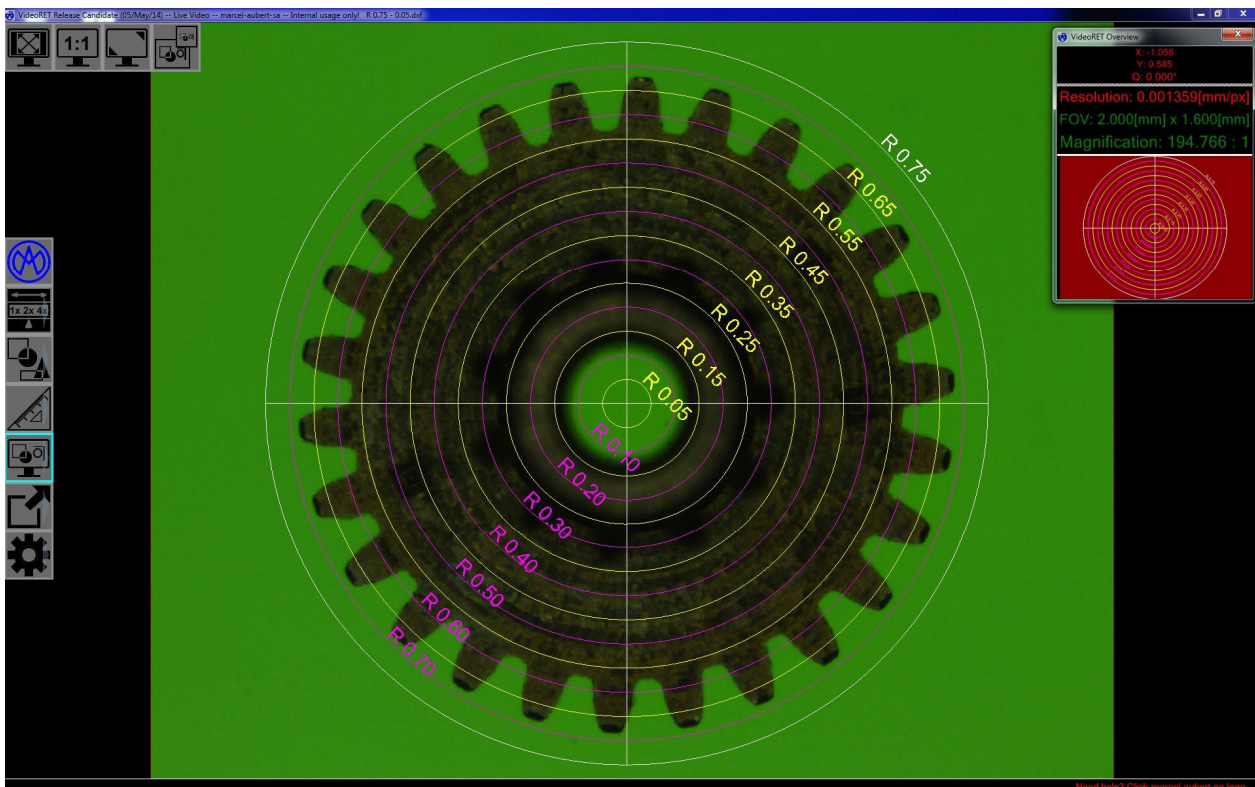 VideoRET Release Candidate (05/May/14) -- Live Video -- marcel-aubert-sa -- Internal usage only! R 0.75 - 0.05.dxf
1:1
VideoRET Overview
X: -1.056
Y: 0.585
Q: 0.000°
Resolution: 0.001359[mm/px]
FOV: 2.000[mm] x 1.600[mm]
Magnification: 194.766 : 1
R 0.75
R 0.65
R 0.55
R 0.45
R 0.35
R 0.25
R 0.15
R 0.05
R 0.10
R 0.20
R 0.30
R 0.40
R 0.50
R 0.60
R 0.70
1x 2x 4x
Need help? Click marcel-aubert-sa logo